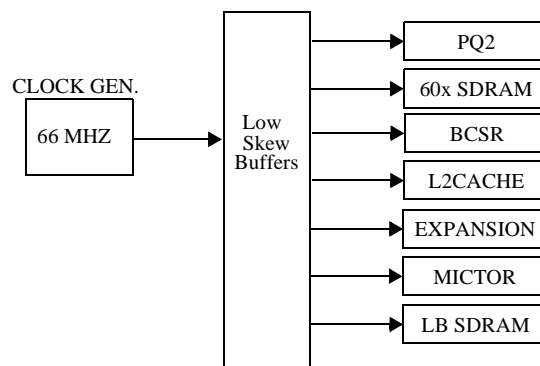 CLOCK GEN.
66 MHZ
Low
Skew
Buffers
PQ2
60x SDRAM
BCSR
L2CACHE
EXPANSION
MICTOR
LB SDRAM